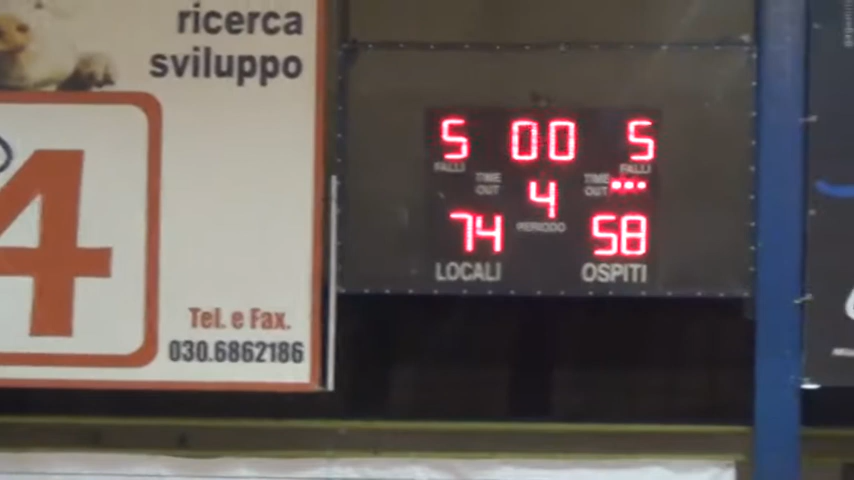 ricerca
sviluppo
4
Tel. e Fax.
030.6862186
5 00 5
FALLI FALLI
TIME OUT 4 TIME OUT
PERIODO
74 58
LOCALI OSPITI